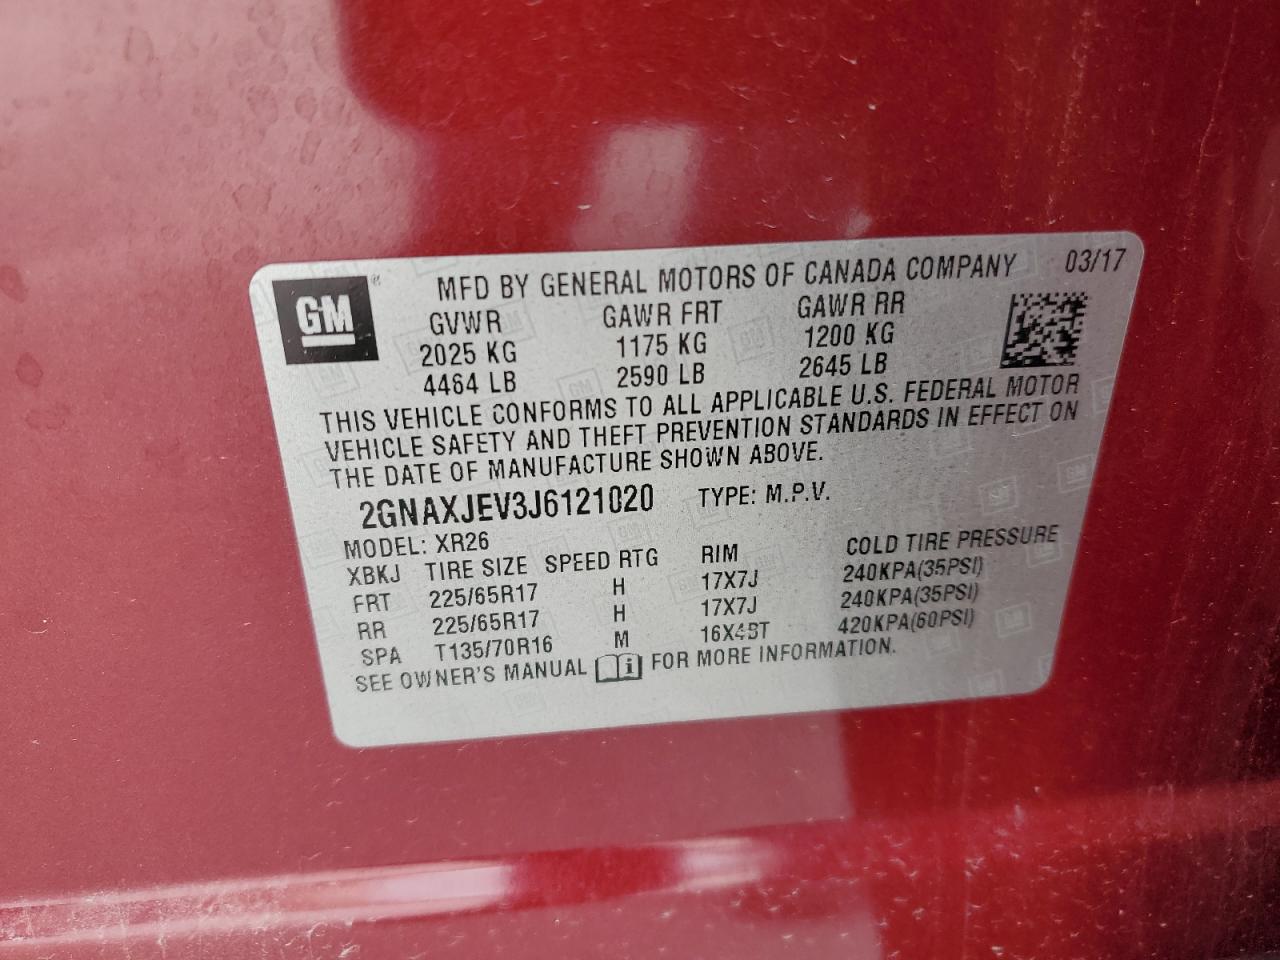 GM ®
MFD BY GENERAL MOTORS OF CANADA COMPANY 03/17
GVWR GAWR FRT GAWR RR
2025 KG 1175 KG 1200 KG
4464 LB 2590 LB 2645 LB
THIS VEHICLE CONFORMS TO ALL APPLICABLE U.S. FEDERAL MOTOR
VEHICLE SAFETY AND THEFT PREVENTION STANDARDS IN EFFECT ON
THE DATE OF MANUFACTURE SHOWN ABOVE.
2GNAXJEV3J6121020 TYPE: M.P.V.
MODEL: XR26
XBKJ TIRE SIZE SPEED RTG RIM COLD TIRE PRESSURE
FRT 225/65R17 H 17X7J 240KPA(35PSI)
RR 225/65R17 H 17X7J 240KPA(35PSI)
SPA T135/70R16 M 16X4BT 420KPA(60PSI)
SEE OWNER'S MANUAL FOR MORE INFORMATION.